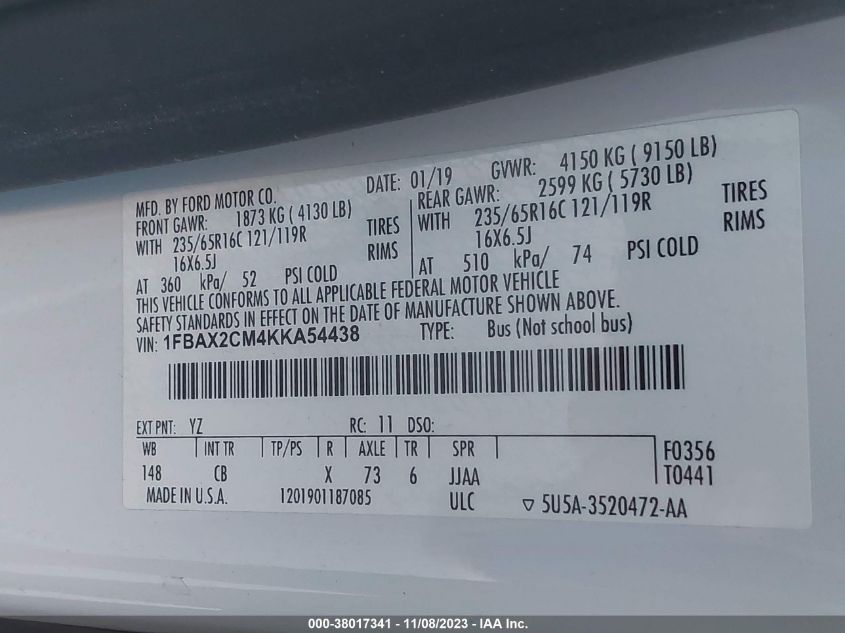 MFD. BY FORD MOTOR CO.
DATE: 01/19
GVWR: 4150 KG ( 9150 LB)
FRONT GAWR: 1873 KG ( 4130 LB)
WITH 235/65R16C 121/119R TIRES
16X6.5J RIMS
AT 360 kPa/ 52 PSI COLD
REAR GAWR: 2599 KG ( 5730 LB)
WITH 235/65R16C 121/119R TIRES
16X6.5J RIMS
AT 510 kPa/ 74 PSI COLD
THIS VEHICLE CONFORMS TO ALL APPLICABLE FEDERAL MOTOR VEHICLE
SAFETY STANDARDS IN EFFECT ON THE DATE OF MANUFACTURE SHOWN ABOVE.
VIN: 1FBAX2CM4KKA54438 TYPE: Bus (Not school bus)
EXT PNT: YZ RC: 11 DSO:
WB INT TR TP/PS R AXLE TR SPR F0356
148 CB X 73 6 JJAA T0441
MADE IN U.S.A. 1201901187085 ULC ▽ 5U5A-3520472-AA
000-38017341 - 11/08/2023 - IAA Inc.